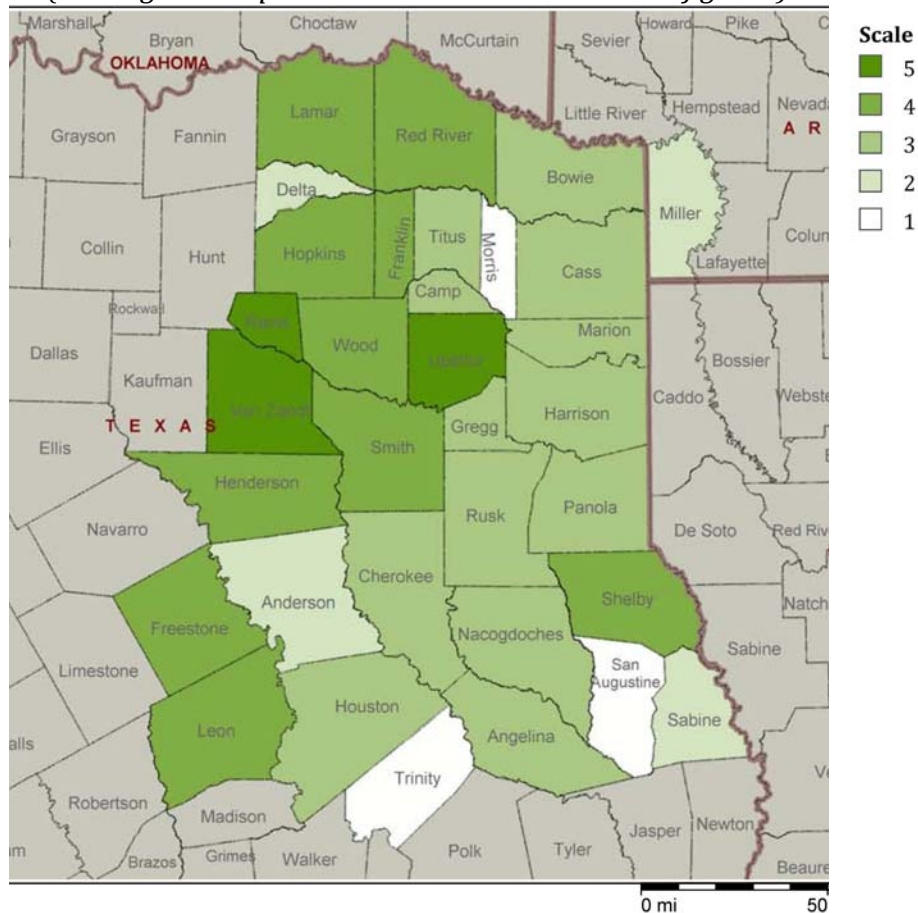 Marshall
Bryan
Choctaw
McCurtain
Sevier
Howard
Pike
OKLAHOMA
Little River
Hempstead
Nevada
A R
Grayson
Fannin
Lamar
Red River
Bowie
Miller
Lafayette
Colum
Collin
Hunt
Delta
Hopkins
Franklin
Titus
Morris
Cass
Camp
Rockwall
Marion
Dallas
Kaufman
Rains
Wood
Upshur
Caddo
Bossier
Webste
T E X A S
Van Zandt
Smith
Gregg
Harrison
Ellis
Henderson
Navarro
Rusk
Panola
De Soto
Red Riv
Cherokee
Anderson
Shelby
Natch
Freestone
Nacogdoches
Limestone
San
Augustine
Sabine
Houston
Sabine
Leon
Angelina
alls
Trinity
Robertson
Madison
Jasper
Newton
Brazos
Grimes
Walker
Polk
Tyler
Beaure
Scale
5
4
3
2
1
0 mi 50